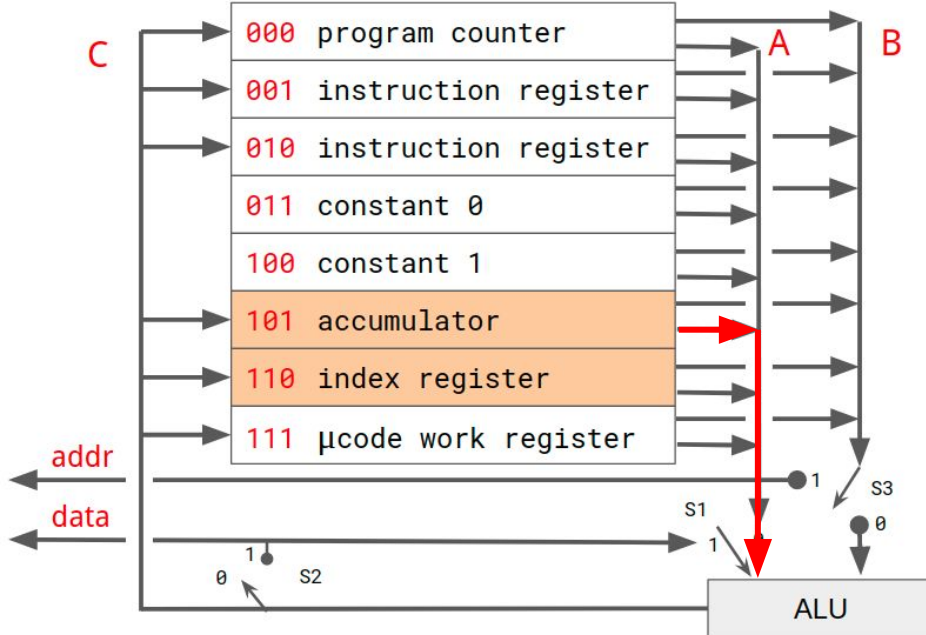 C
A
B
000 program counter
001 instruction register
010 instruction register
011 constant 0
100 constant 1
101 accumulator
110 index register
111 μcode work register
addr
1
S3
data
S1
0
1
1
0
S2
ALU